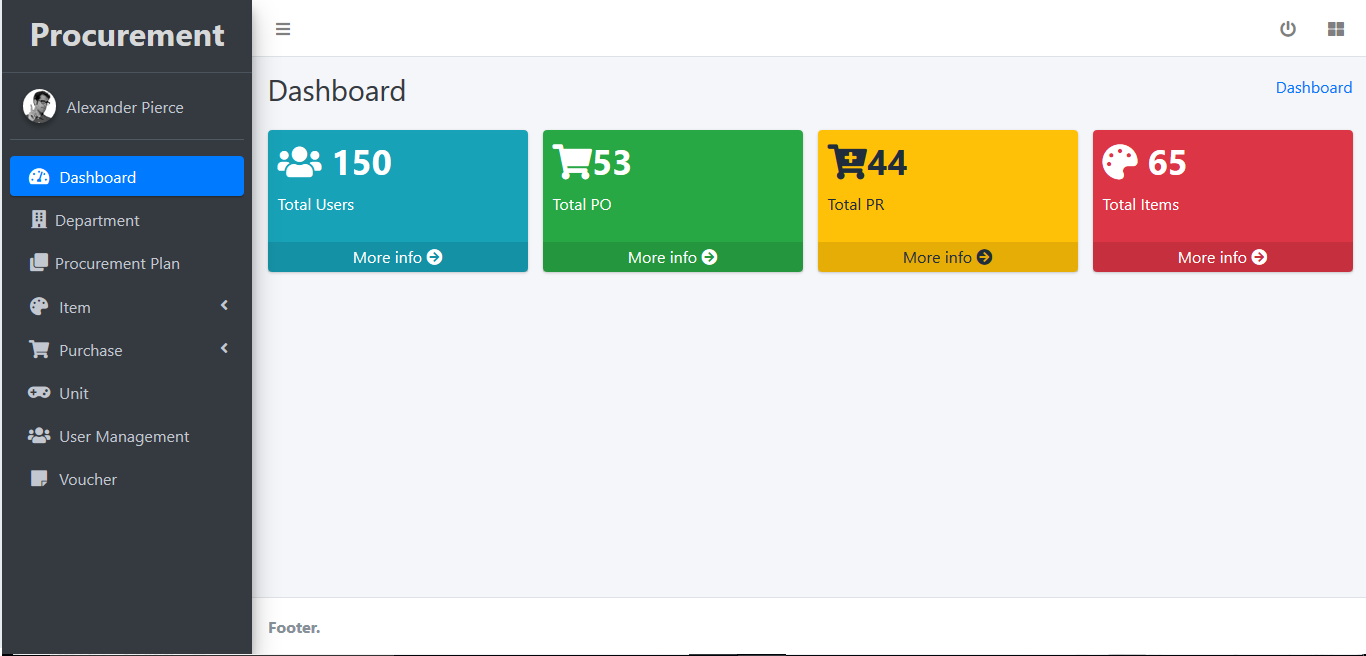 Procurement
Alexander Pierce
Dashboard
Department
Procurement Plan
Item
Purchase
Unit
User Management
Voucher
Dashboard
Dashboard
150
Total Users
More info
53
Total PO
More info
44
Total PR
More info
65
Total Items
More info
Footer.